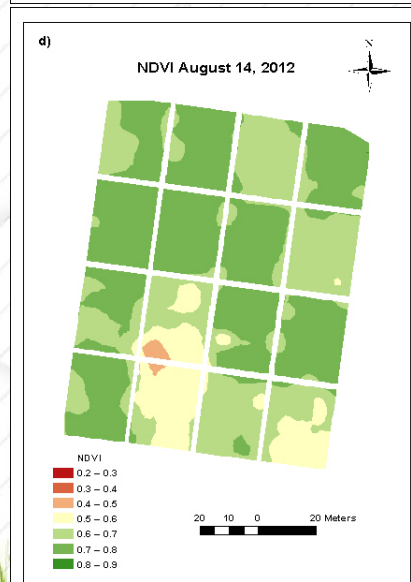 d)
N
NDVI August 14, 2012
NDVI
0.2 – 0.3
0.3 – 0.4
0.4 – 0.5
0.5 – 0.6
0.6 – 0.7
0.7 – 0.8
0.8 – 0.9
20 10 0 20 Meters